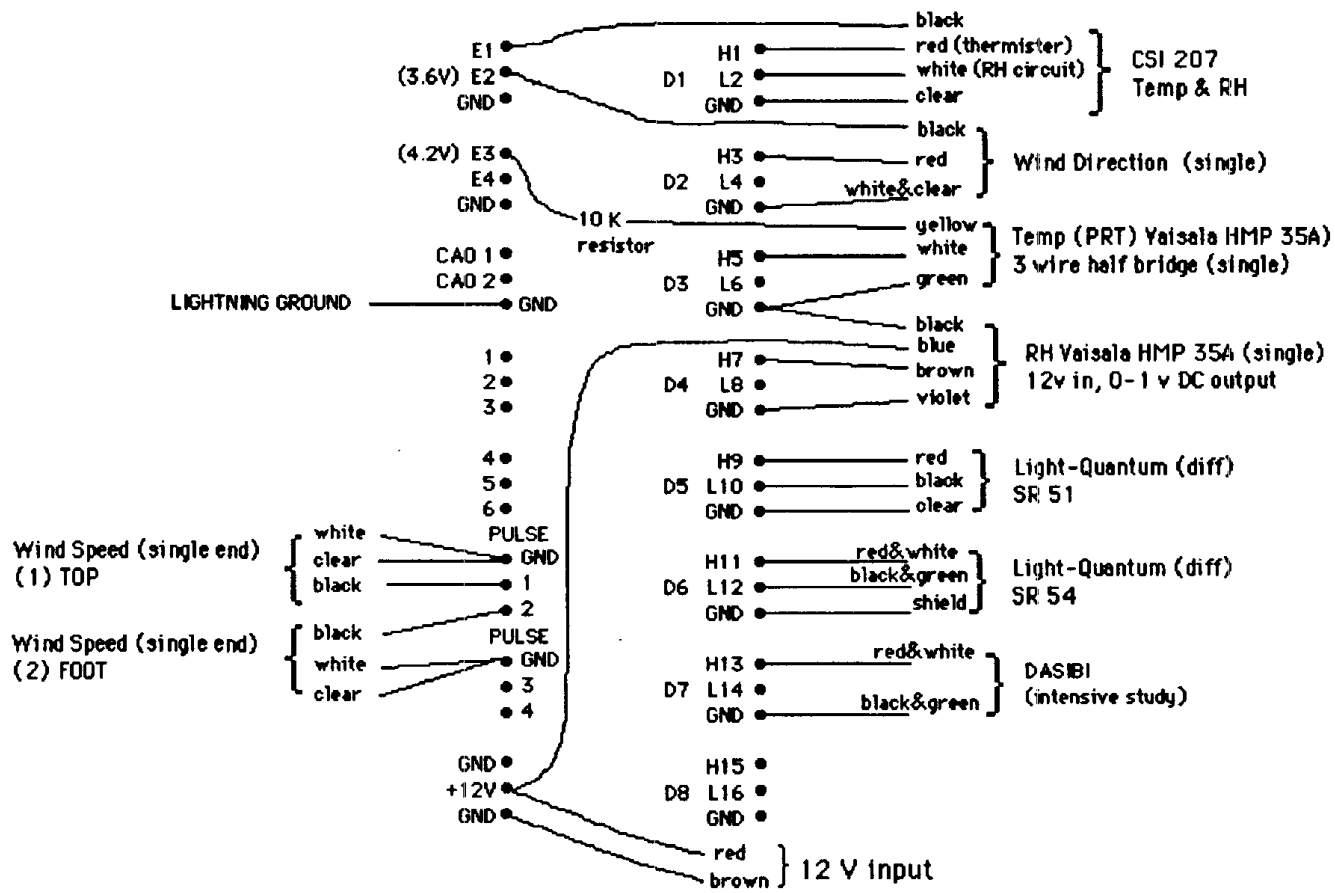 black
E1
H1
red (thermister)
(3.6V) E2
D1
L2
white (RH circuit)
CSI 207
Temp & RH
GND
GND
clear
black
(4.2V) E3
H3
red
Wind Direction (single)
E4
D2
L4
white&clear
GND
GND
10 K
resistor
yellow
CAO 1
H5
white
Temp (PRT) Vaisala HMP 35A)
3 wire half bridge (single)
CAO 2
D3
L6
green
LIGHTNING GROUND
GND
GND
black
blue
1
H7
brown
RH Vaisala HMP 35A (single)
12v in, 0-1 v DC output
2
D4
L8
violet
3
GND
4
H9
red
Light-Quantum (diff)
SR 51
5
D5
L10
black
6
GND
clear
PULSE
Wind Speed (single end)
(1) TOP
white
clear
black
GND
1
2
H11
red&white
D6
L12
black&green
Light-Quantum (diff)
SR 54
GND
shield
Wind Speed (single end)
(2) FOOT
black
white
clear
PULSE
GND
3
4
H13
red&white
D7
L14
DASIBI
(intensive study)
GND
black&green
GND
H15
+12V
D8
L16
GND
GND
red
brown
12 V input